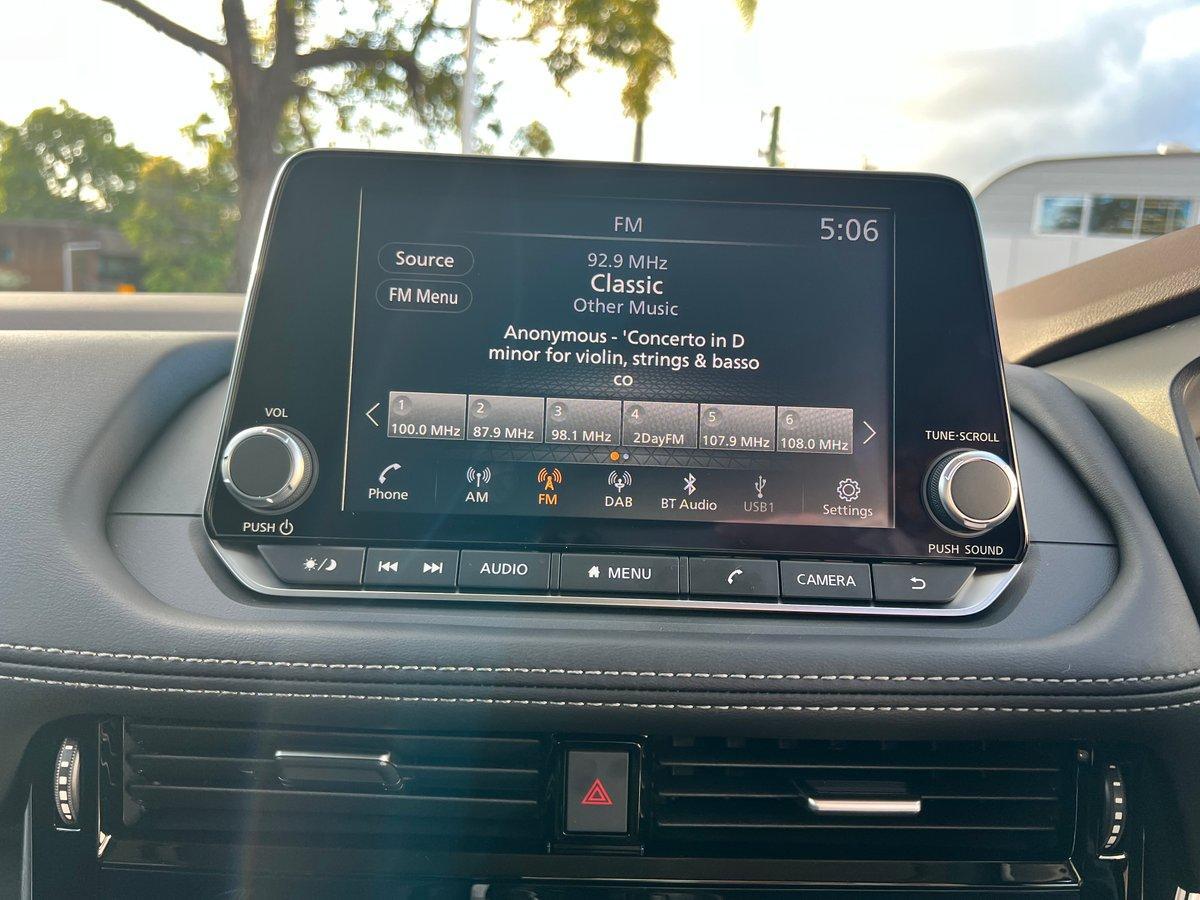 FM
5:06
Source
92.9 MHz
Classic
FM Menu
Other Music
Anonymous - 'Concerto in D
minor for violin, strings & basso
co
1
100.0 MHz
2
87.9 MHz
3
98.1 MHz
4
2DayFM
5
107.9 MHz
6
108.0 MHz
VOL
TUNE·SCROLL
Phone
AM
FM
DAB
BT Audio
USB1
Settings
PUSH
PUSH SOUND
AUDIO
MENU
CAMERA